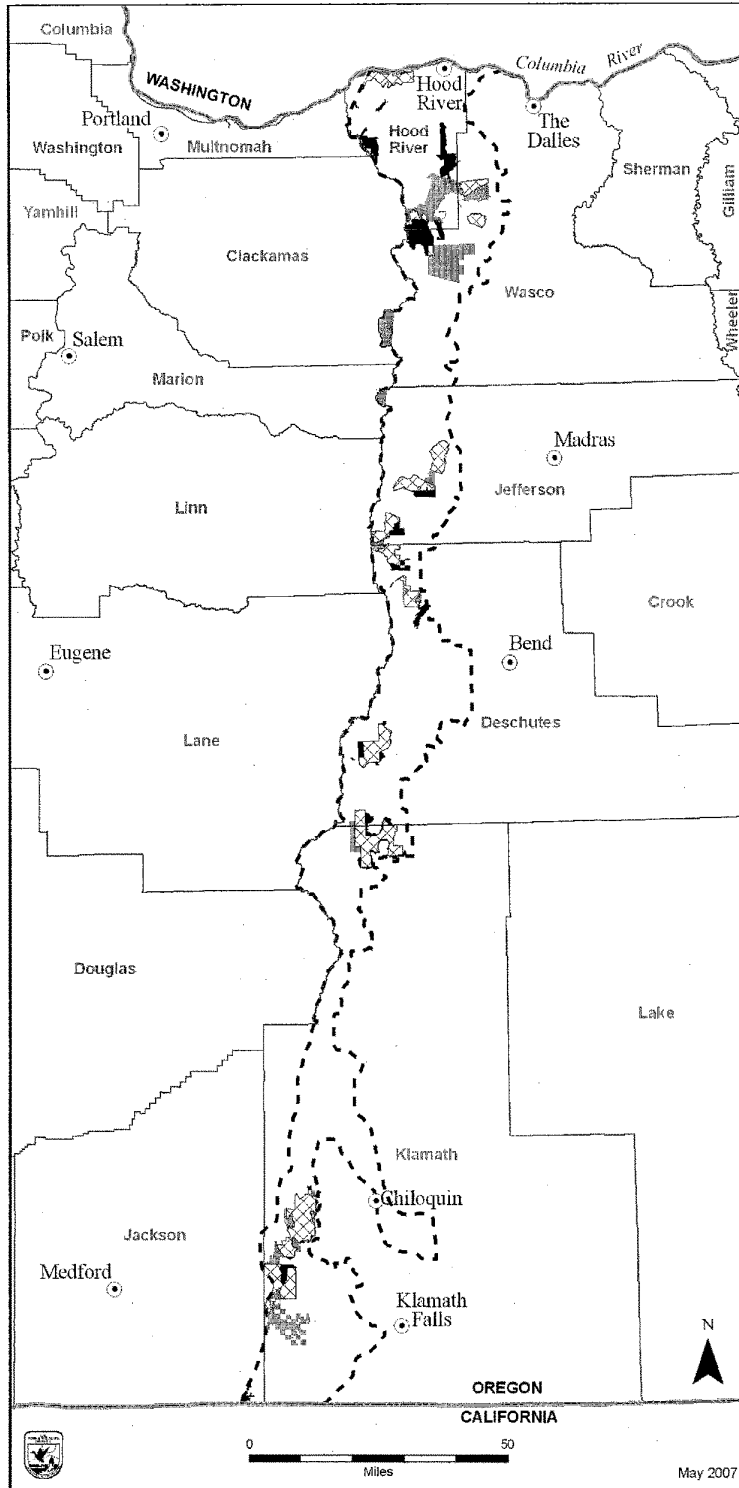 Columbia
WASHINGTON
Columbia River
Hood
River
Portland
Multnomah
Hood
River
The
Dalles
Washington
Sherman
Gilliam
Yamhill
Clackamas
Wasco
Wheeler
Polk
Salem
Marion
Madras
Jefferson
Linn
Crook
Eugene
Bend
Deschutes
Lane
Douglas
Lake
Klamath
Chiloquin
Jackson
Medford
Klamath
Falls
N
OREGON
CALIFORNIA
0
50
Miles
May 2007